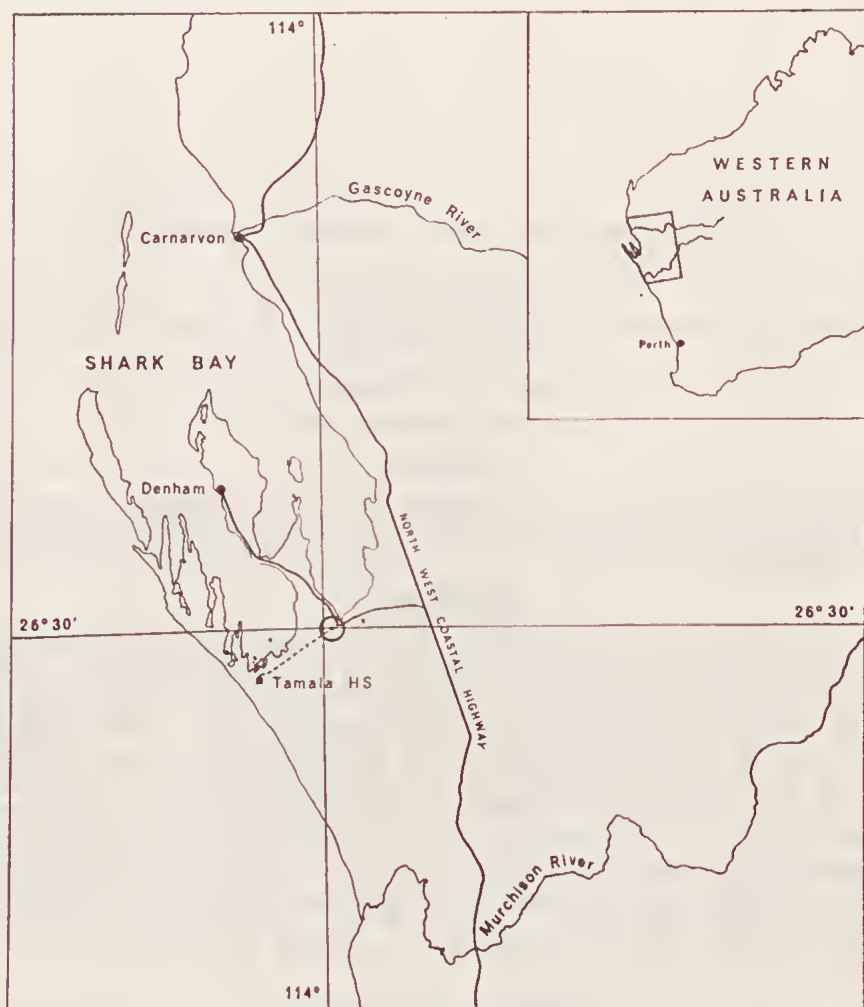 114°
WESTERN
AUSTRALIA
Gascoyne River
Carnarvon
Perth
SHARK BAY
Denham
NORTH WEST COASTAL HIGHWAY
26° 30'
26° 30'
Tamala HS
Murchison River
114°